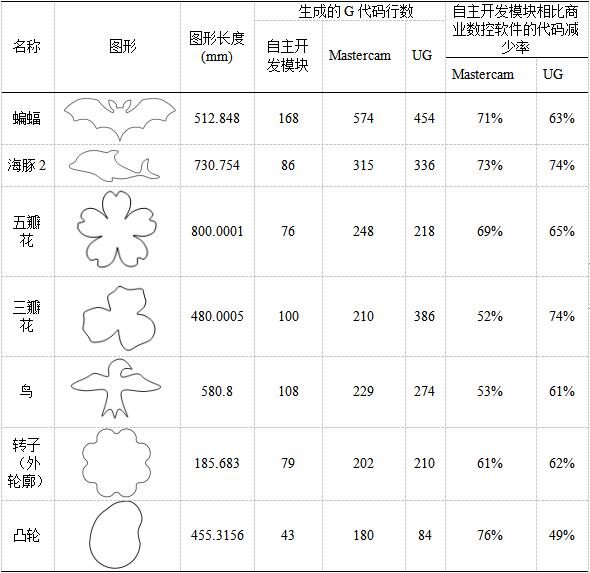 名称 图形 图形长度 (mm) 生成的 G 代码行数 自主开发模块相比商业数控软件的代码减少率
自主开发模块 Mastercam UG Mastercam UG
蝙蝠 512.848 168 574 454 71% 63%
海豚 2 730.754 86 315 336 73% 74%
五瓣花 800.0001 76 248 218 69% 65%
三瓣花 480.0005 100 210 386 52% 74%
鸟 580.8 108 229 274 53% 61%
转子（外轮廓） 185.683 79 202 210 61% 62%
凸轮 455.3156 43 180 84 76% 49%